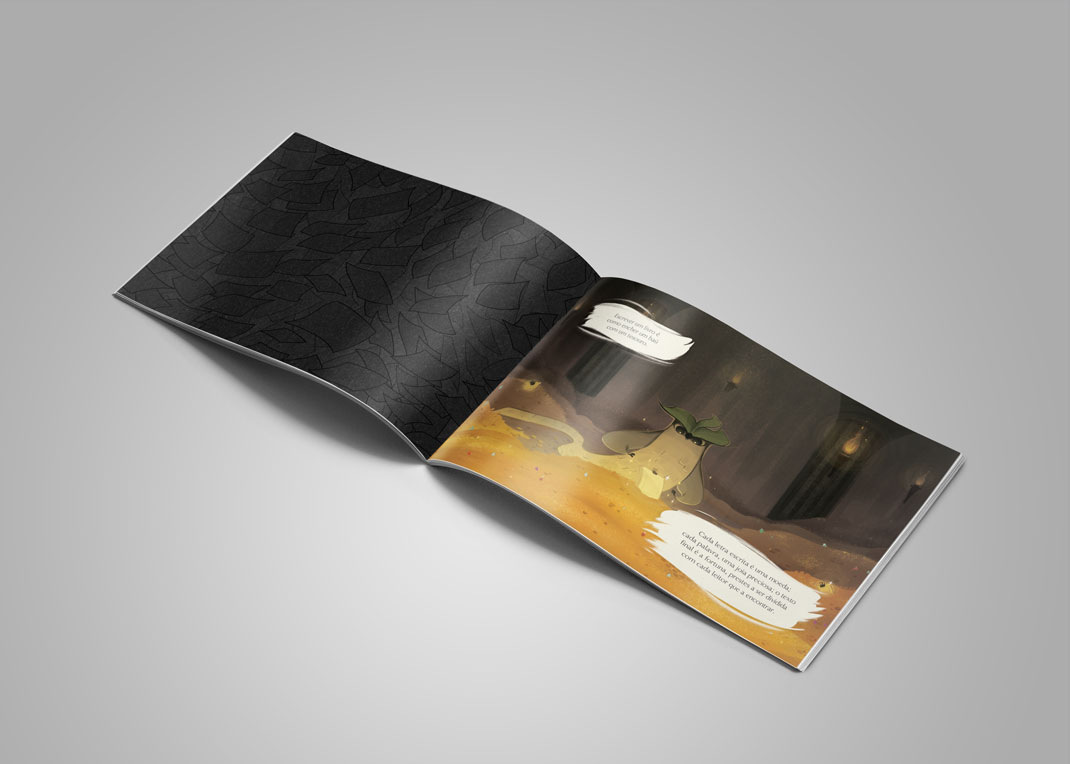 Escrever um livro é
como encher um baú
com um tesouro.
Cada letra escrita é uma moeda,
cada palavra, uma joia preciosa, o texto
final é a fortuna, prestes a ser dividida
com cada leitor que a encontrar.